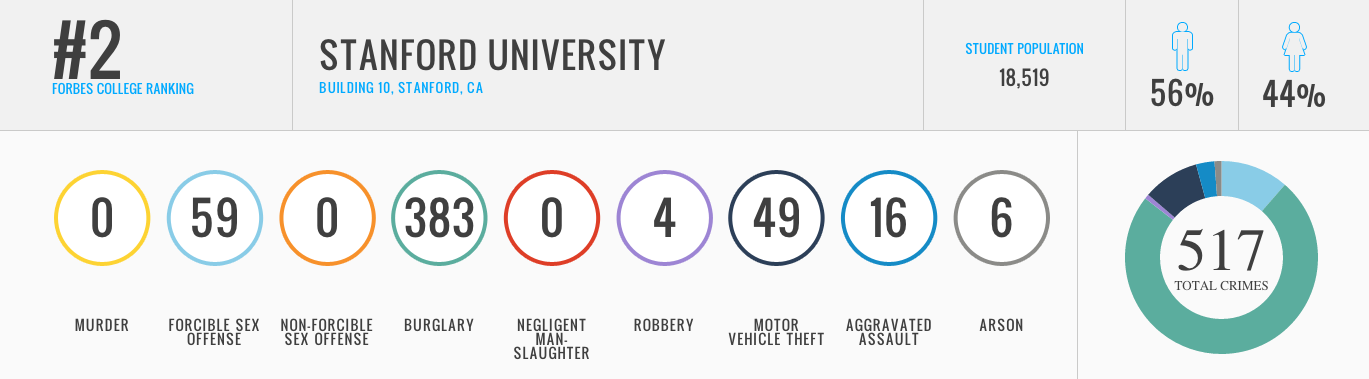 #2
FORBES COLLEGE RANKING
STANFORD UNIVERSITY
BUILDING 10, STANFORD, CA
STUDENT POPULATION
18,519
56%
44%
0
59
0
383
0
4
49
16
6
MURDER
FORCIBLE SEX
OFFENSE
NON-FORCIBLE
SEX OFFENSE
BURGLARY
NEGLIGENT
MAN-
SLAUGHTER
ROBBERY
MOTOR
VEHICLE THEFT
AGGRAVATED
ASSAULT
ARSON
517
TOTAL CRIMES